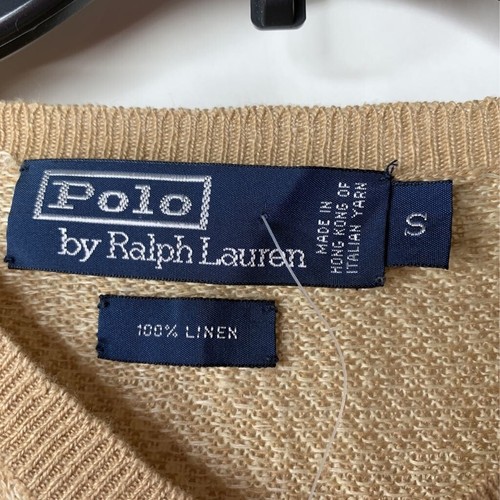 Polo
by Ralph Lauren
MADE IN
HONG KONG OF
ITALIAN YARN
S
100% LINEN